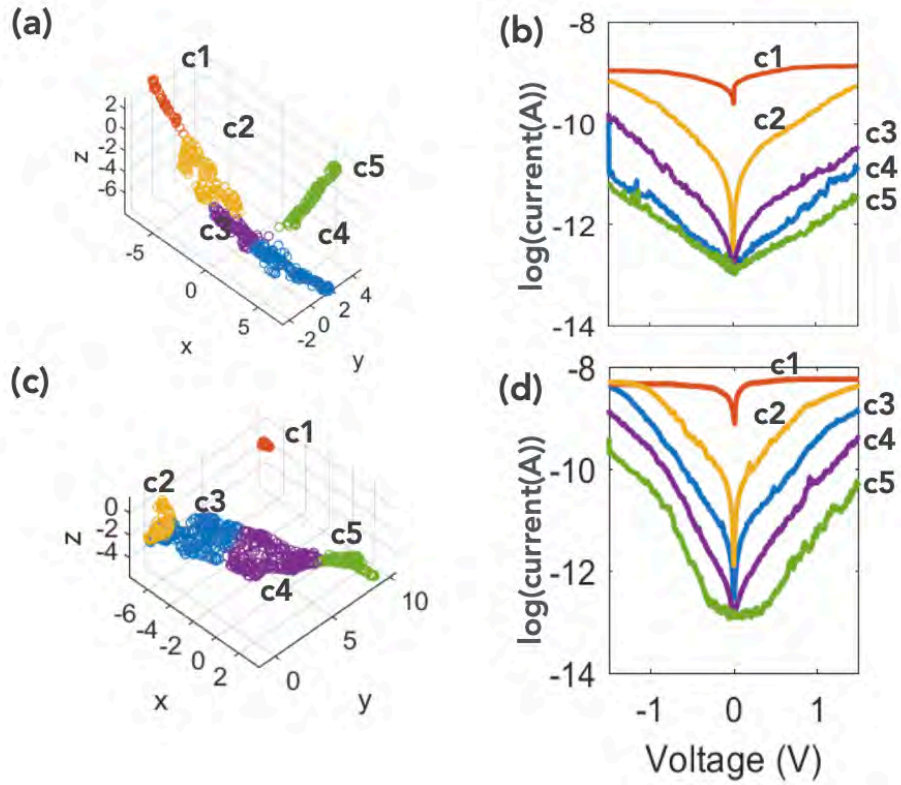 (a)
c1
c2
c3
c4
c5
2
0
-2
-4
-6
z
-5
0
5
x
-2
0
2
4
y
(b)
-8
-10
-12
-14
log(current(A))
c1
c2
c3
c4
c5
(c)
c1
c2
c3
c4
c5
0
-2
-4
z
-6
-4
-2
0
2
x
0
5
10
y
(d)
-8
-10
-12
-14
log(current(A))
c1
c2
c3
c4
c5
-1
0
1
Voltage (V)